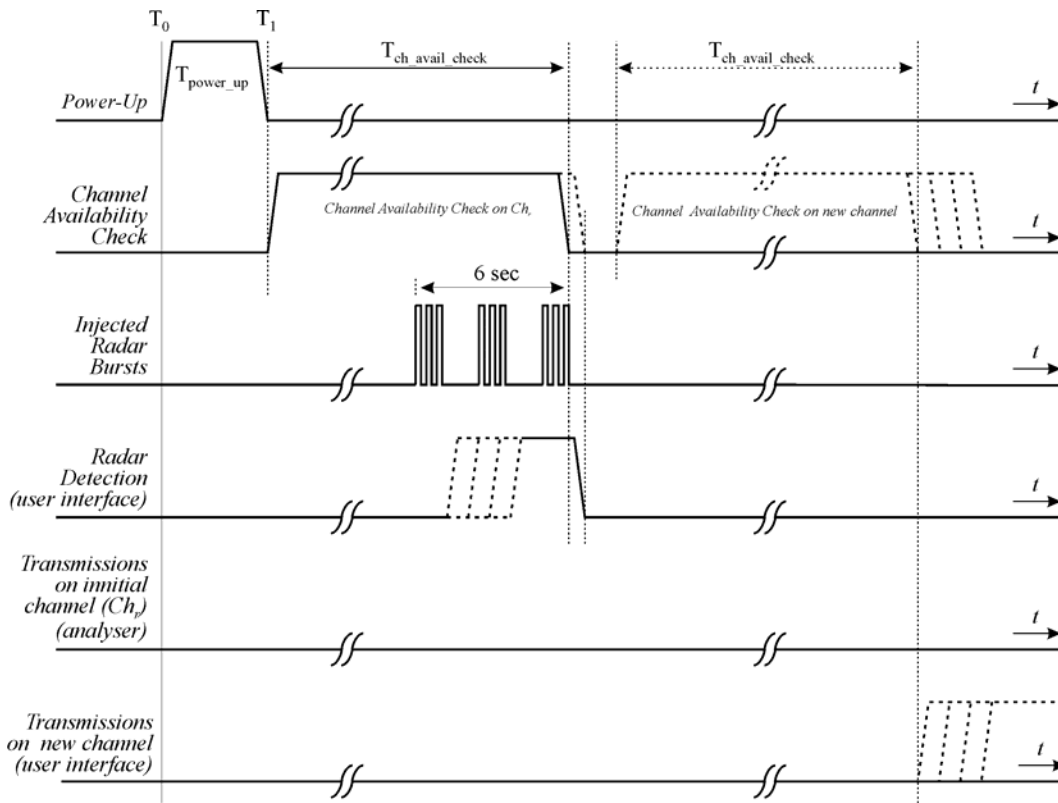 T0 T1
Tch_avail_check
Tch_avail_check
Tpower_up
Power-Up
t
Channel
Availability
Check
Channel Availability Check on Chr
Channel Availability Check on new channel
t
6 sec
Injected
Radar
Bursts
t
Radar
Detection
(user interface)
t
Transmissions
on innitial
channel (Chr)
(analyser)
t
Transmissions
on new channel
(user interface)
t